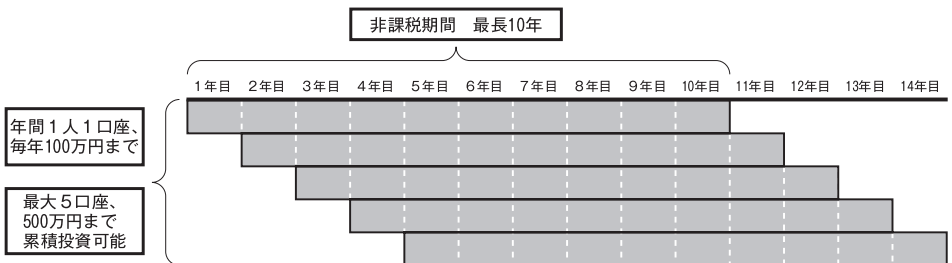 非課税期間　最長10年
1年目 2年目 3年目 4年目 5年目 6年目 7年目 8年目 9年目 10年目 11年目 12年目 13年目 14年目
年間1人1口座、
毎年100万円まで
最大5口座、
500万円まで
累積投資可能